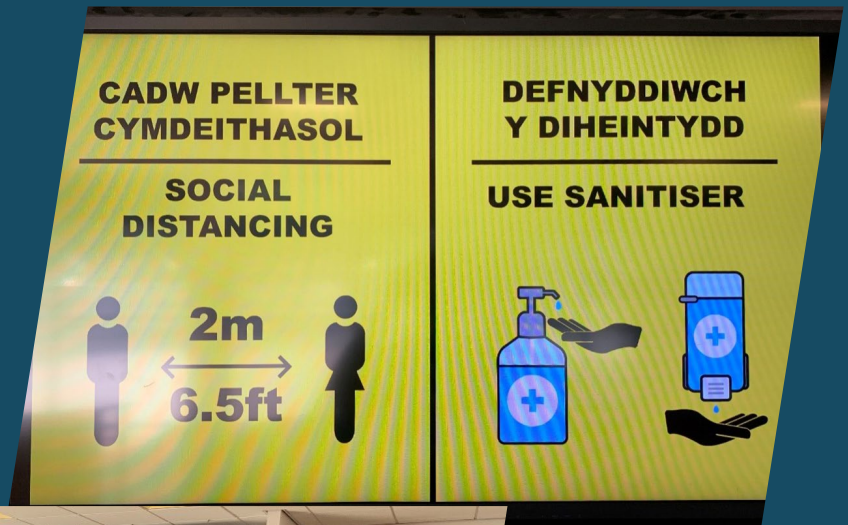 CADW PELLTER
CYMDEITHASOL
SOCIAL
DISTANCING
2m
6.5ft
DEFNYDDIWCH
Y DIHEINTYDD
USE SANITISER